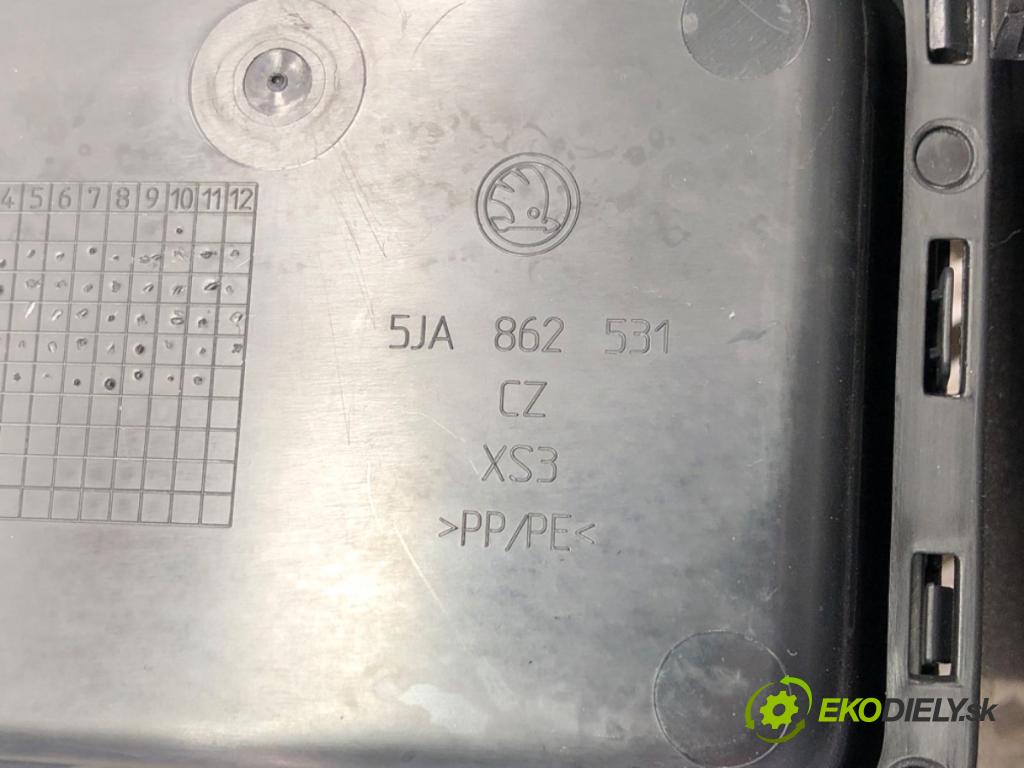 4 5 6 7 8 9 10 11 12
5JA 862 531
CZ
XS3
>PP/PE<
EKODIELY.sk